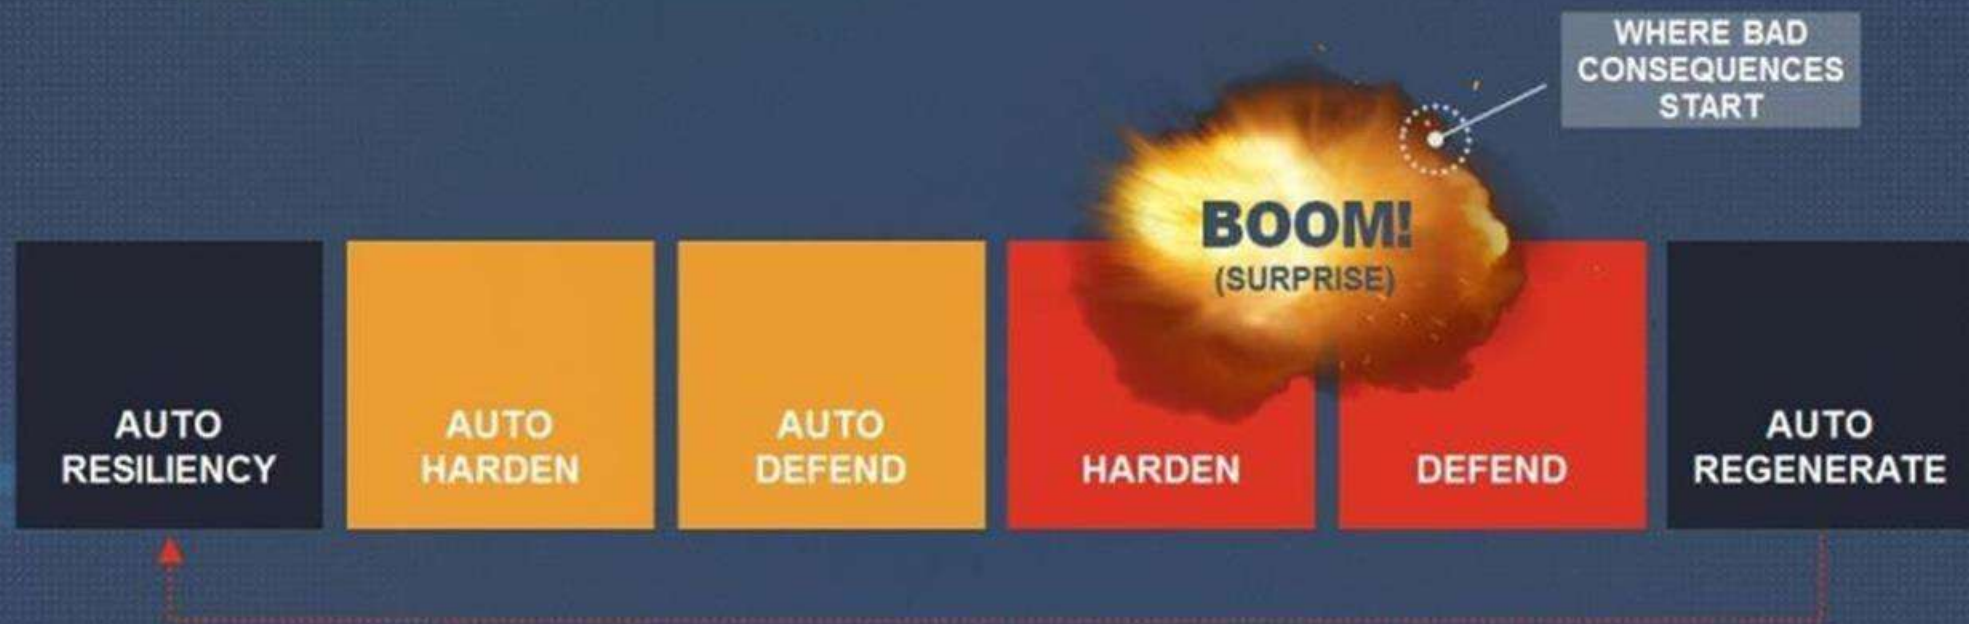 WHERE BAD
CONSEQUENCES
START
BOOM!
(SURPRISE)
AUTO
RESILIENCY
AUTO
HARDEN
AUTO
DEFEND
HARDEN
DEFEND
AUTO
REGENERATE